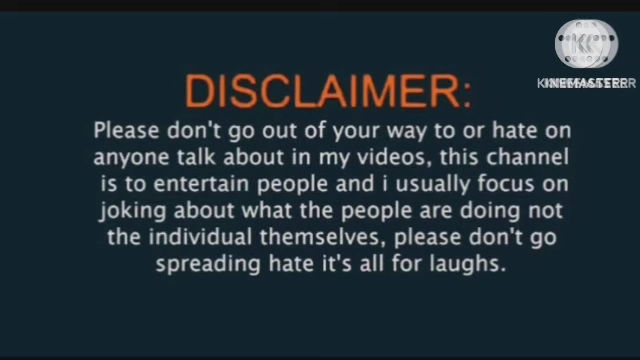 DISCLAIMER:
Please don't go out of your way to or hate on
anyone talk about in my videos, this channel
is to entertain people and i usually focus on
joking about what the people are doing not
the individual themselves, please don't go
spreading hate it's all for laughs.